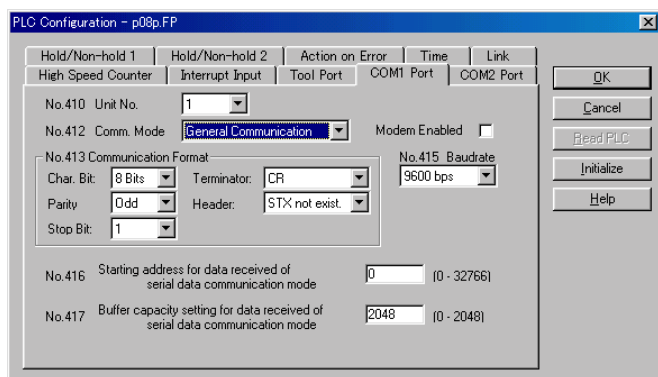 PLC Configuration - p08p.FP
Hold/Non-hold 1 Hold/Non-hold 2 Action on Error Time Link
High Speed Counter Interrupt Input Tool Port COM1 Port COM2 Port
OK
Cancel
Read PLC
Initialize
Help
No.410 Unit No. 1
No.412 Comm. Mode General Communication Modem Enabled
No.413 Communication Format
Char. Bit: 8 Bits Terminator: CR
Parity Odd Header: STX not exist.
Stop Bit: 1
No.415 Baudrate
9600 bps
No.416 Starting address for data received of
serial data communication mode
0 (0 - 32766)
No.417 Buffer capacity setting for data received of
serial data communication mode
2048 (0 - 2048)